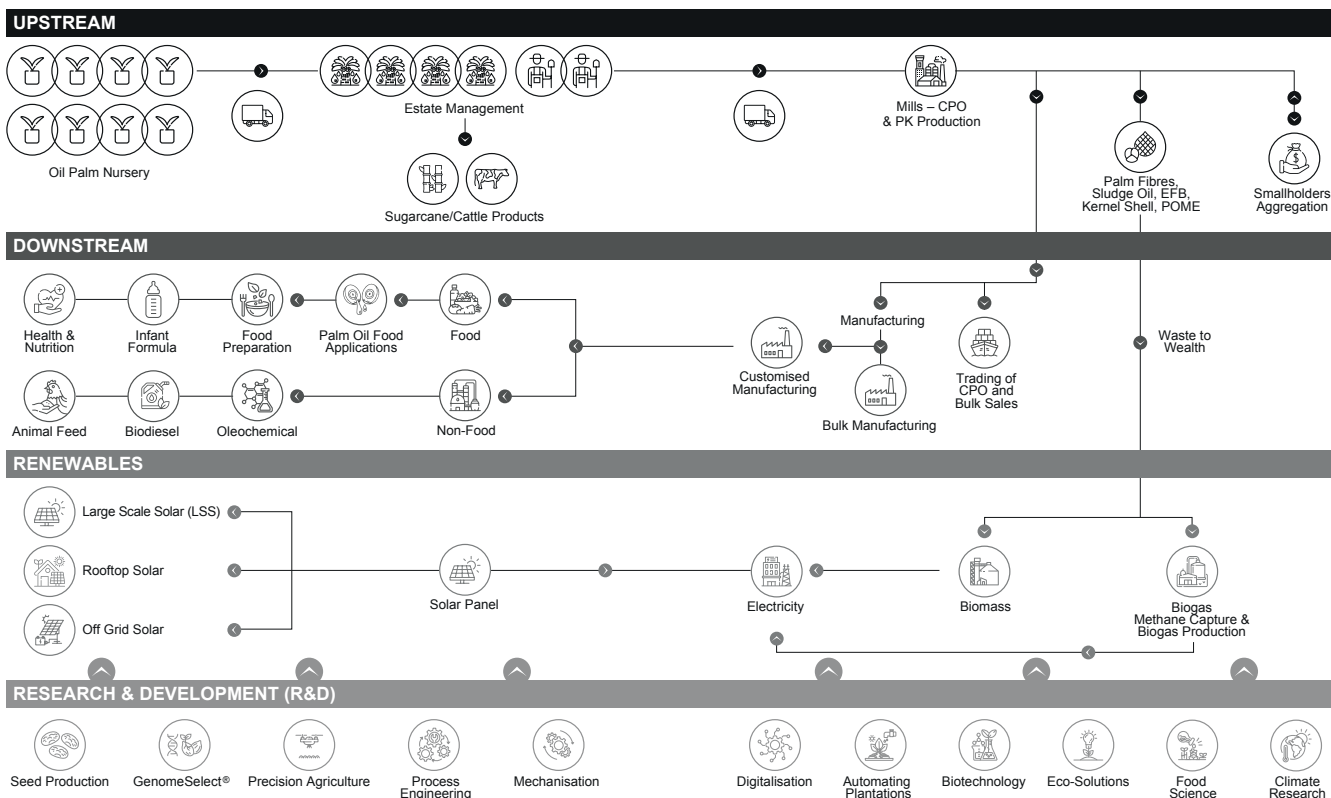 UPSTREAM
Oil Palm Nursery
Estate Management
Sugarcane/Cattle Products
Mills – CPO
& PK Production
Palm Fibres,
Sludge Oil, EFB,
Kernel Shell, POME
Smallholders
Aggregation
DOWNSTREAM
Health &
Nutrition
Infant
Formula
Food
Preparation
Palm Oil Food
Applications
Food
Animal Feed
Biodiesel
Oleochemical
Non-Food
Customised
Manufacturing
Manufacturing
Bulk Manufacturing
Trading of
CPO and
Bulk Sales
Waste to
Wealth
RENEWABLES
Large Scale Solar (LSS)
Rooftop Solar
Off Grid Solar
Solar Panel
Electricity
Biomass
Biogas
Methane Capture &
Biogas Production
RESEARCH & DEVELOPMENT (R&D)
Seed Production
GenomeSelect®
Precision Agriculture
Process
Engineering
Mechanisation
Digitalisation
Automating
Plantations
Biotechnology
Eco-Solutions
Food
Science
Climate
Research